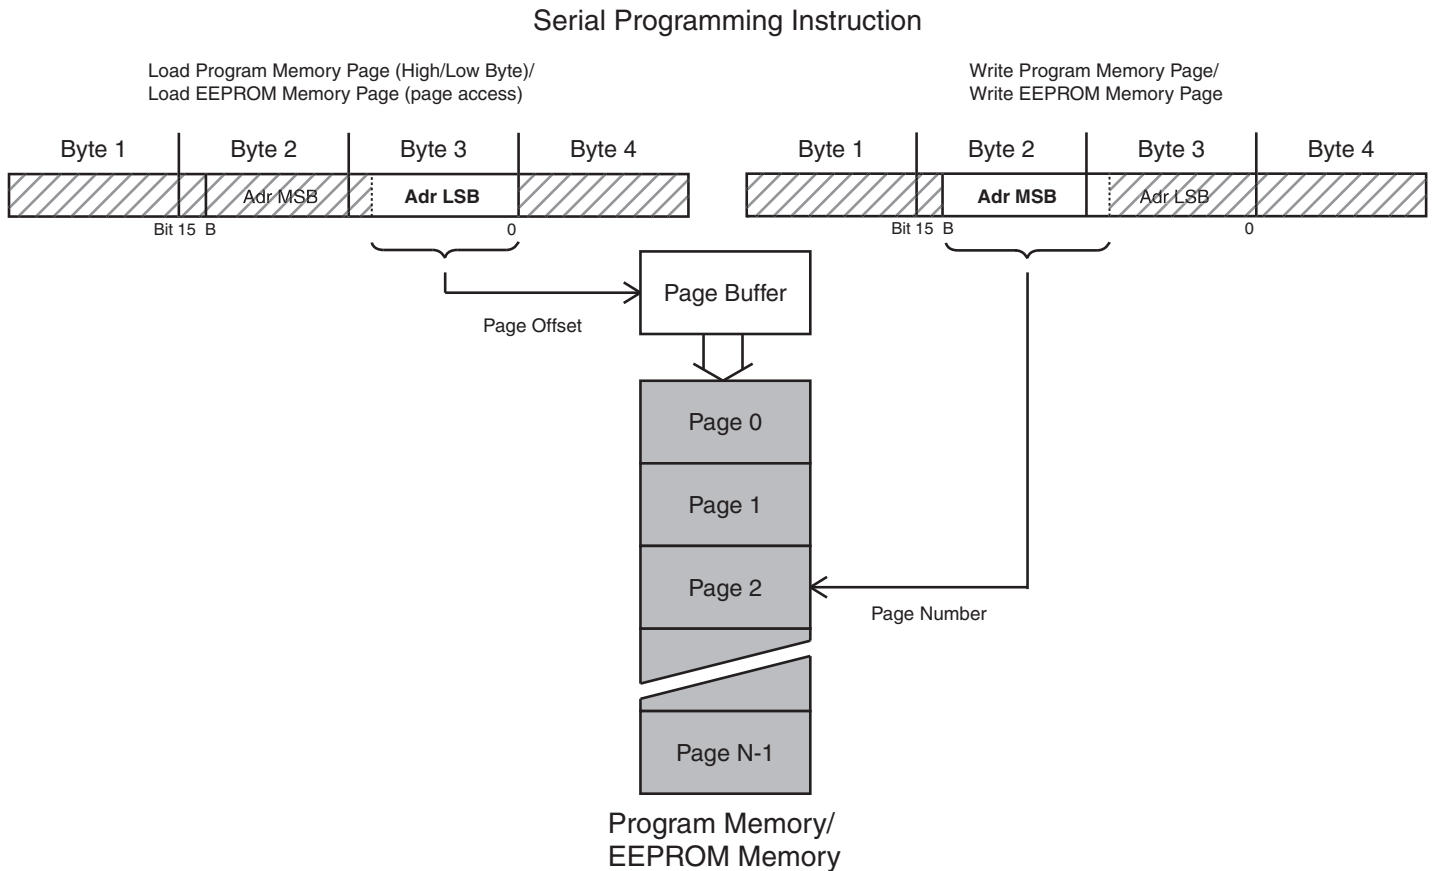 Serial Programming Instruction
Load Program Memory Page (High/Low Byte)/
Load EEPROM Memory Page (page access)
Write Program Memory Page/
Write EEPROM Memory Page
Byte 1 Byte 2 Byte 3 Byte 4
Byte 1 Byte 2 Byte 3 Byte 4
Adr MSB Adr LSB
Adr MSB Adr LSB
Bit 15 B 0
Bit 15 B 0
Page Buffer
Page Offset
Page 0
Page 1
Page 2
Page Number
Page N-1
Program Memory/
EEPROM Memory